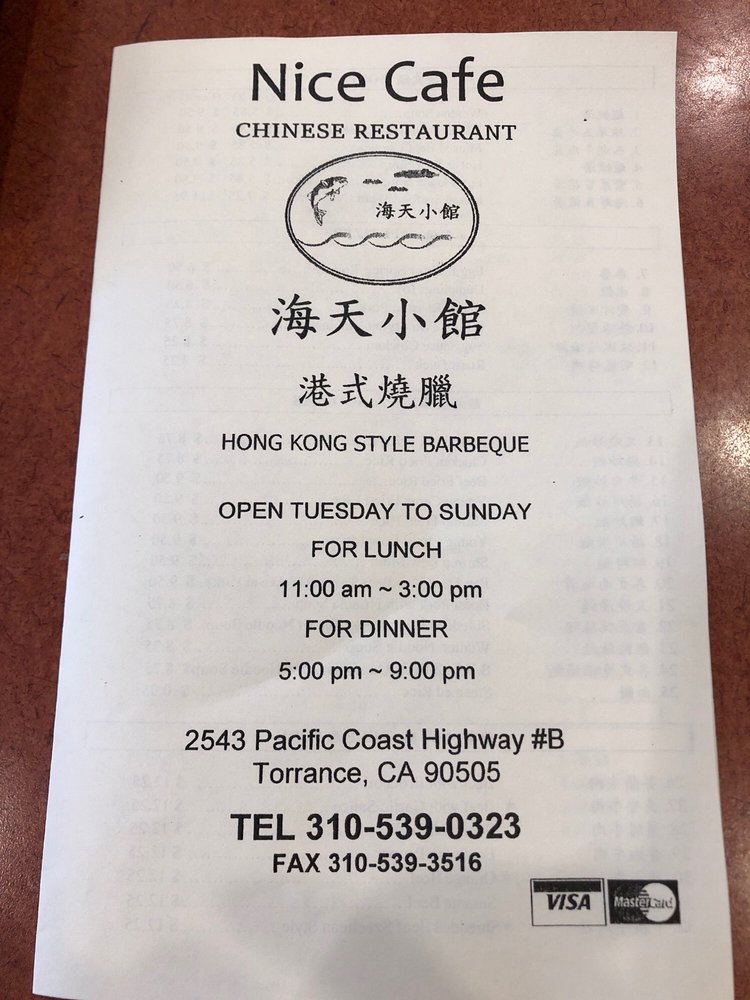 Nice Cafe
CHINESE RESTAURANT
海天小館
海天小館
港式燒臘
HONG KONG STYLE BARBEQUE
OPEN TUESDAY TO SUNDAY
FOR LUNCH
11:00 am ~ 3:00 pm
FOR DINNER
5:00 pm ~ 9:00 pm
2543 Pacific Coast Highway #B
Torrance, CA 90505
TEL 310-539-0323
FAX 310-539-3516
VISA MasterCard